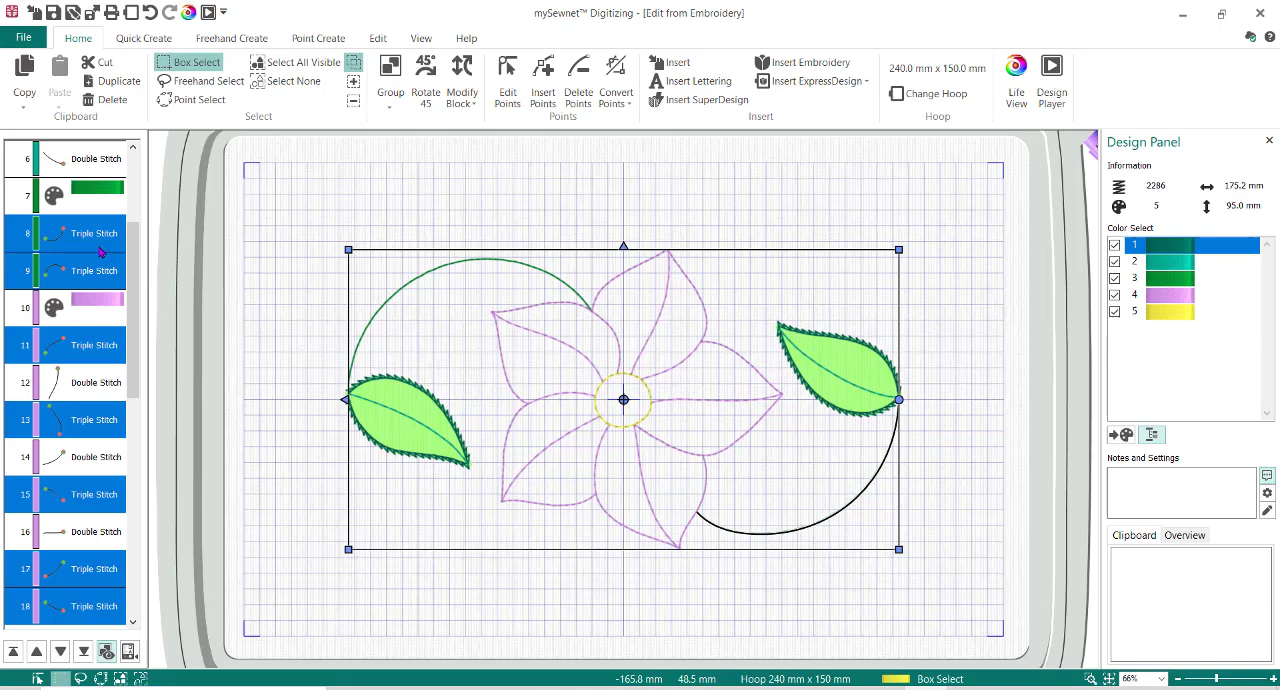 mySewnet™ Digitizing - [Edit from Embroidery]
File Home Quick Create Freehand Create Point Create Edit View Help
Copy
Paste
Cut
Duplicate
Delete
Clipboard
Box Select
Freehand Select
Point Select
Select All Visible
Select None
Select
Group
Rotate 45
45°
Modify Block
Edit Points
Insert Points
Delete Points
Convert Points
Points
Insert
Insert Lettering
Insert SuperDesign
Insert Embroidery
Insert ExpressDesign
Insert
240.0 mm x 150.0 mm
Change Hoop
Hoop
Life View
Design Player
6 Double Stitch
7
8 Triple Stitch
9 Triple Stitch
10
11 Triple Stitch
12 Double Stitch
13 Triple Stitch
14 Double Stitch
15 Triple Stitch
16 Double Stitch
17 Triple Stitch
18 Triple Stitch
Design Panel
Information
2286 175.2 mm
5 95.0 mm
Color Select
1
2
3
4
5
Notes and Settings
Clipboard Overview
-165.8 mm 48.5 mm Hoop 240 mm x 150 mm Box Select 66%